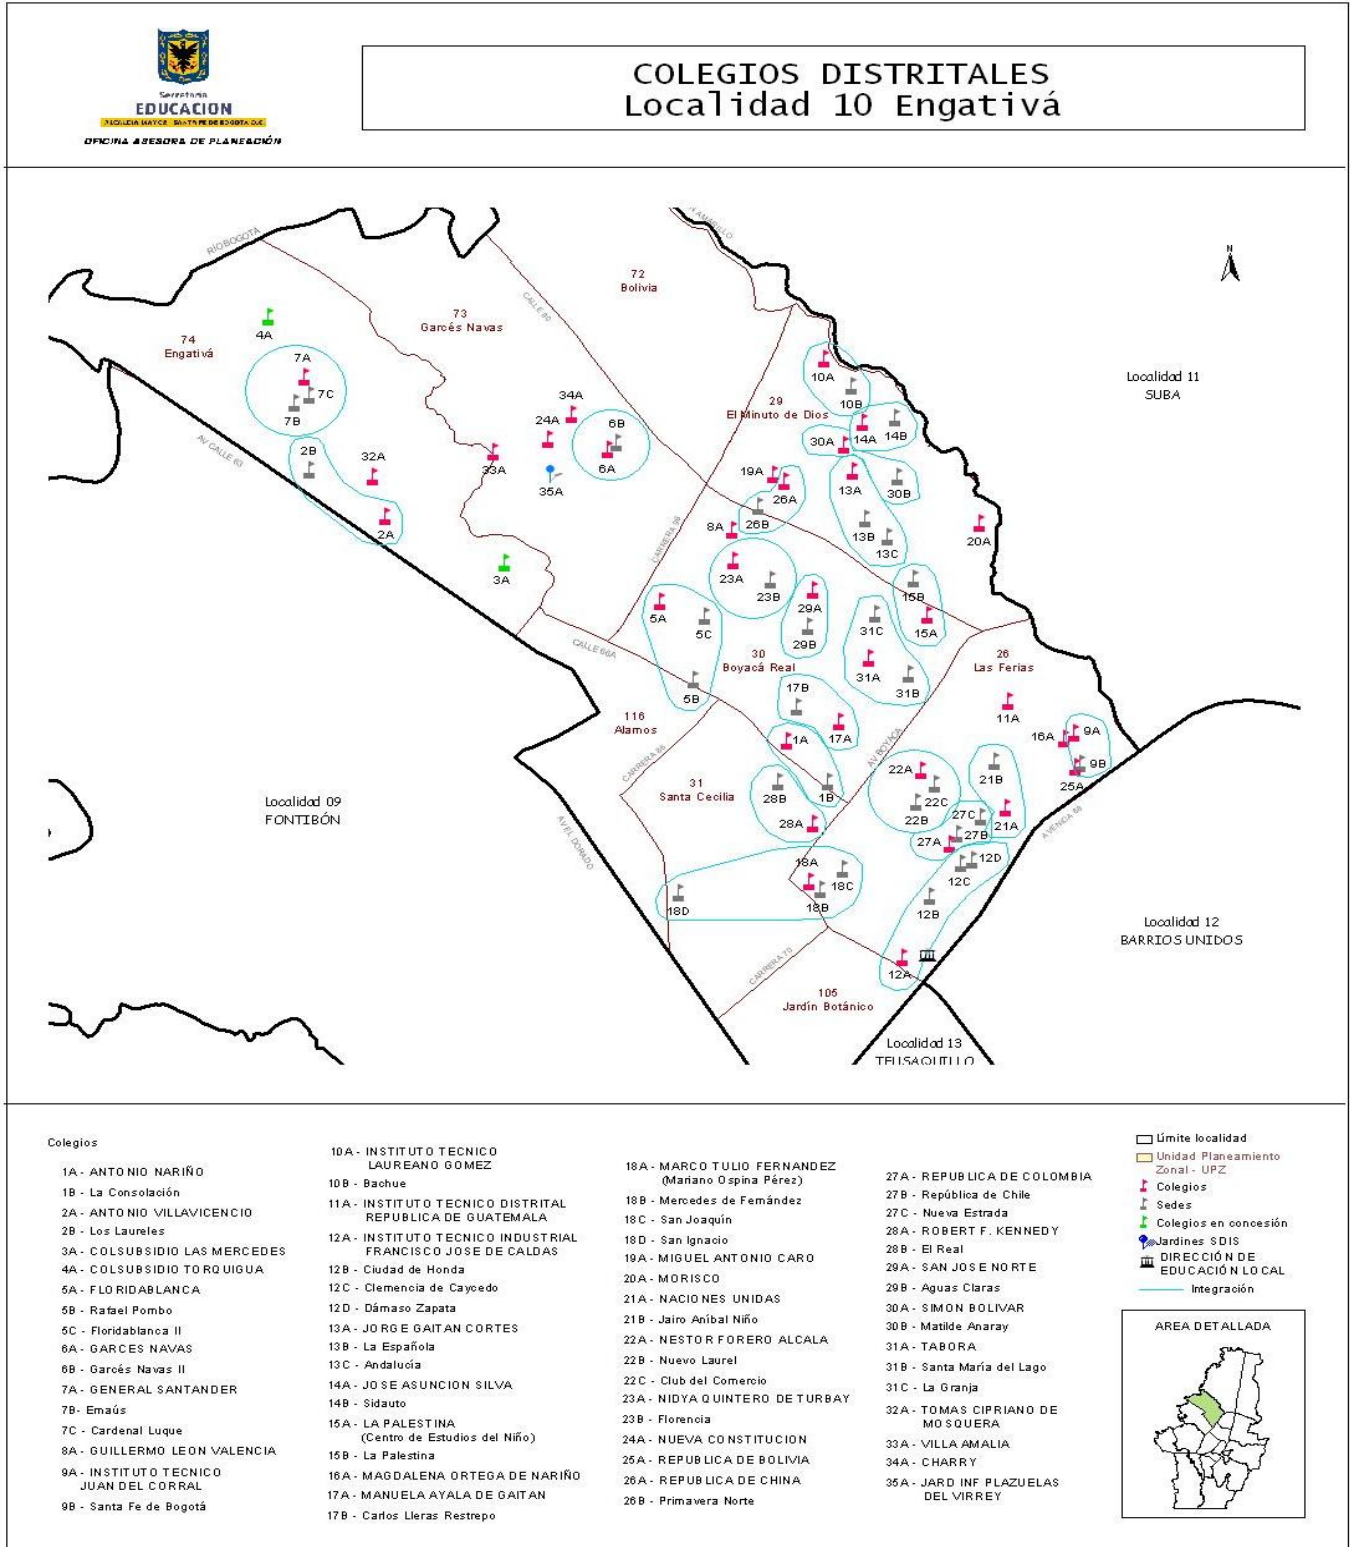 Secretaría
EDUCACION
ALCALDIA MAYOR SANTA FE DE BOGOTA D.C.
OFICINA ASESORA DE PLANEACIÓN
COLEGIOS DISTRITALES
Localidad 10 Engativá
RÍO BOGOTA
AMARILLO
N
72
Bolivia
CALLE 80
73
Garcés Navas
4A
74
Engativá
7A
7C
7B
10A
10B
Localidad 11
SUBA
29
El Minuto de Dios
34A
24A
6B
6A
33A
35A
30A
14A
14B
AV CALLE 63
2B
32A
2A
19A
26A
26B
13A
30B
13B
13C
20A
8A
CARRERA 96
3A
23A
23B
29A
29B
15B
15A
5A
5C
5B
31C
31A
31B
CALLE 66A
30
Boyacá Real
26
Las Ferias
116
Alamos
17B
17A
1A
1B
11A
16A
9A
9B
25A
AV BOYACA
CARRERA 86
31
Santa Cecilia
28B
28A
22A
22C
22B
21B
21A
27C
27B
27A
AVENIDA 68
Localidad 09
FONTIBÓN
AV EL DORADO
18A
18C
18B
18D
12D
12C
12B
12A
Localidad 12
BARRIOS UNIDOS
CARRERA 70
105
Jardín Botánico
Localidad 13
TEUSAQUILLO
Colegios
1A - ANTONIO NARIÑO
1B - La Consolación
2A - ANTONIO VILLAVICENCIO
2B - Los Laureles
3A - COLSUBSIDIO LAS MERCEDES
4A - COLSUBSIDIO TORQUIGUA
5A - FLORIDABLANCA
5B - Rafael Pombo
5C - Floridablanca II
6A - GARCES NAVAS
6B - Garcés Navas II
7A - GENERAL SANTANDER
7B- Emaús
7C - Cardenal Luque
8A - GUILLERMO LEON VALENCIA
9A - INSTITUTO TECNICO
JUAN DEL CORRAL
9B - Santa Fe de Bogotá
10A - INSTITUTO TECNICO
LAUREANO GOMEZ
10B - Bachue
11A - INSTITUTO TECNICO DISTRITAL
REPUBLICA DE GUATEMALA
12A - INSTITUTO TECNICO INDUSTRIAL
FRANCISCO JOSE DE CALDAS
12B - Ciudad de Honda
12C - Clemencia de Caycedo
12D - Dámaso Zapata
13A - JORGE GAITAN CORTES
13B - La Española
13C - Andalucía
14A - JOSE ASUNCION SILVA
14B - Sidauto
15A - LA PALESTINA
(Centro de Estudios del Niño)
15B - La Palestina
16A - MAGDALENA ORTEGA DE NARIÑO
17A - MANUELA AYALA DE GAITAN
17B - Carlos Lleras Restrepo
18A - MARCO TULIO FERNANDEZ
(Mariano Ospina Pérez)
18B - Mercedes de Fernández
18C - San Joaquín
18D - San Ignacio
19A - MIGUEL ANTONIO CARO
20A - MORISCO
21A - NACIONES UNIDAS
21B - Jairo Aníbal Niño
22A - NESTOR FORERO ALCALA
22B - Nuevo Laurel
22C - Club del Comercio
23A - NIDYA QUINTERO DE TURBAY
23B - Florencia
24A - NUEVA CONSTITUCION
25A - REPUBLICA DE BOLIVIA
26A - REPUBLICA DE CHINA
26B - Primavera Norte
27A - REPUBLICA DE COLOMBIA
27B - República de Chile
27C - Nueva Estrada
28A - ROBERT F. KENNEDY
28B - El Real
29A - SAN JOSE NORTE
29B - Aguas Claras
30A - SIMON BOLIVAR
30B - Matilde Anaray
31A - TABORA
31B - Santa María del Lago
31C - La Granja
32A - TOMAS CIPRIANO DE
MOSQUERA
33A - VILLA AMALIA
34A - CHARRY
35A - JARD INF PLAZUELAS
DEL VIRREY
Límite localidad
Unidad Planeamiento
Zonal - UPZ
Colegios
Sedes
Colegios en concesión
Jardines SDIS
DIRECCIÓN DE
EDUCACIÓN LOCAL
Integración
AREA DETALLADA